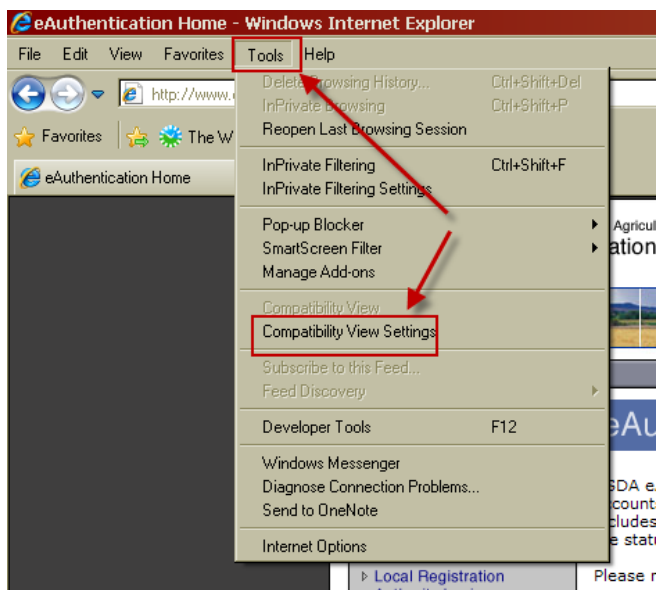 eAuthentication Home - Windows Internet Explorer
File Edit View Favorites Tools Help
http://www.
Favorites The W
eAuthentication Home
Delete Browsing History... Ctrl+Shift+Del
InPrivate Browsing Ctrl+Shift+P
Reopen Last Browsing Session
InPrivate Filtering Ctrl+Shift+F
InPrivate Filtering Settings
Pop-up Blocker
SmartScreen Filter
Manage Add-ons
Compatibility View
Compatibility View Settings
Subscribe to this Feed...
Feed Discovery
Developer Tools F12
Windows Messenger
Diagnose Connection Problems...
Send to OneNote
Internet Options
Agricul
ation
eAu
SDA e
count
cludes
e stat
Local Registration
Please r